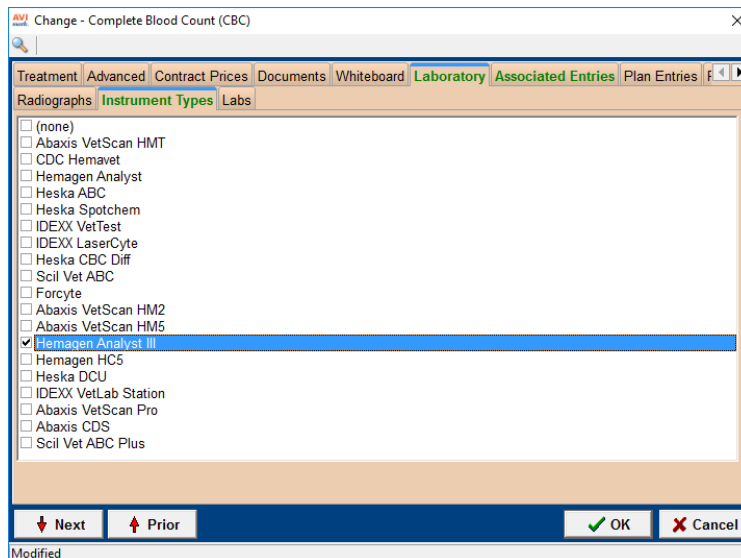 AVI mark Change - Complete Blood Count (CBC)
Treatment Advanced Contract Prices Documents Whiteboard Laboratory Associated Entries Plan Entries
Radiographs Instrument Types Labs
(none)
Abaxis VetScan HMT
CDC Hemavet
Hemagen Analyst
Heska ABC
Heska Spotchem
IDEXX VetTest
IDEXX LaserCyte
Heska CBC Diff
Scil Vet ABC
Forcyte
Abaxis VetScan HM2
Abaxis VetScan HM5
Hemagen Analyst III
Hemagen HC5
Heska DCU
IDEXX VetLab Station
Abaxis VetScan Pro
Abaxis CDS
Scil Vet ABC Plus
Next Prior OK Cancel
Modified